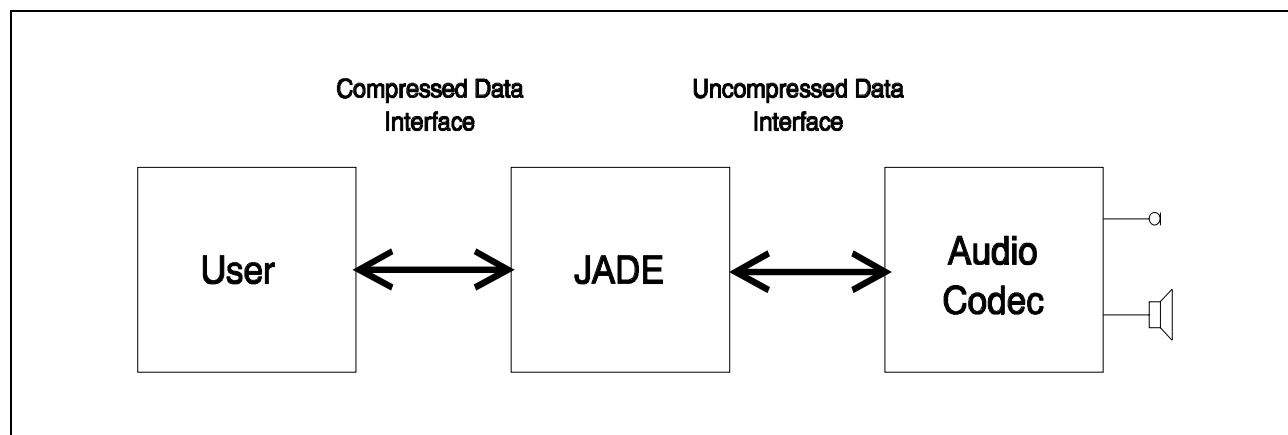 Compressed Data
Interface
Uncompressed Data
Interface
User
JADE
Audio
Codec